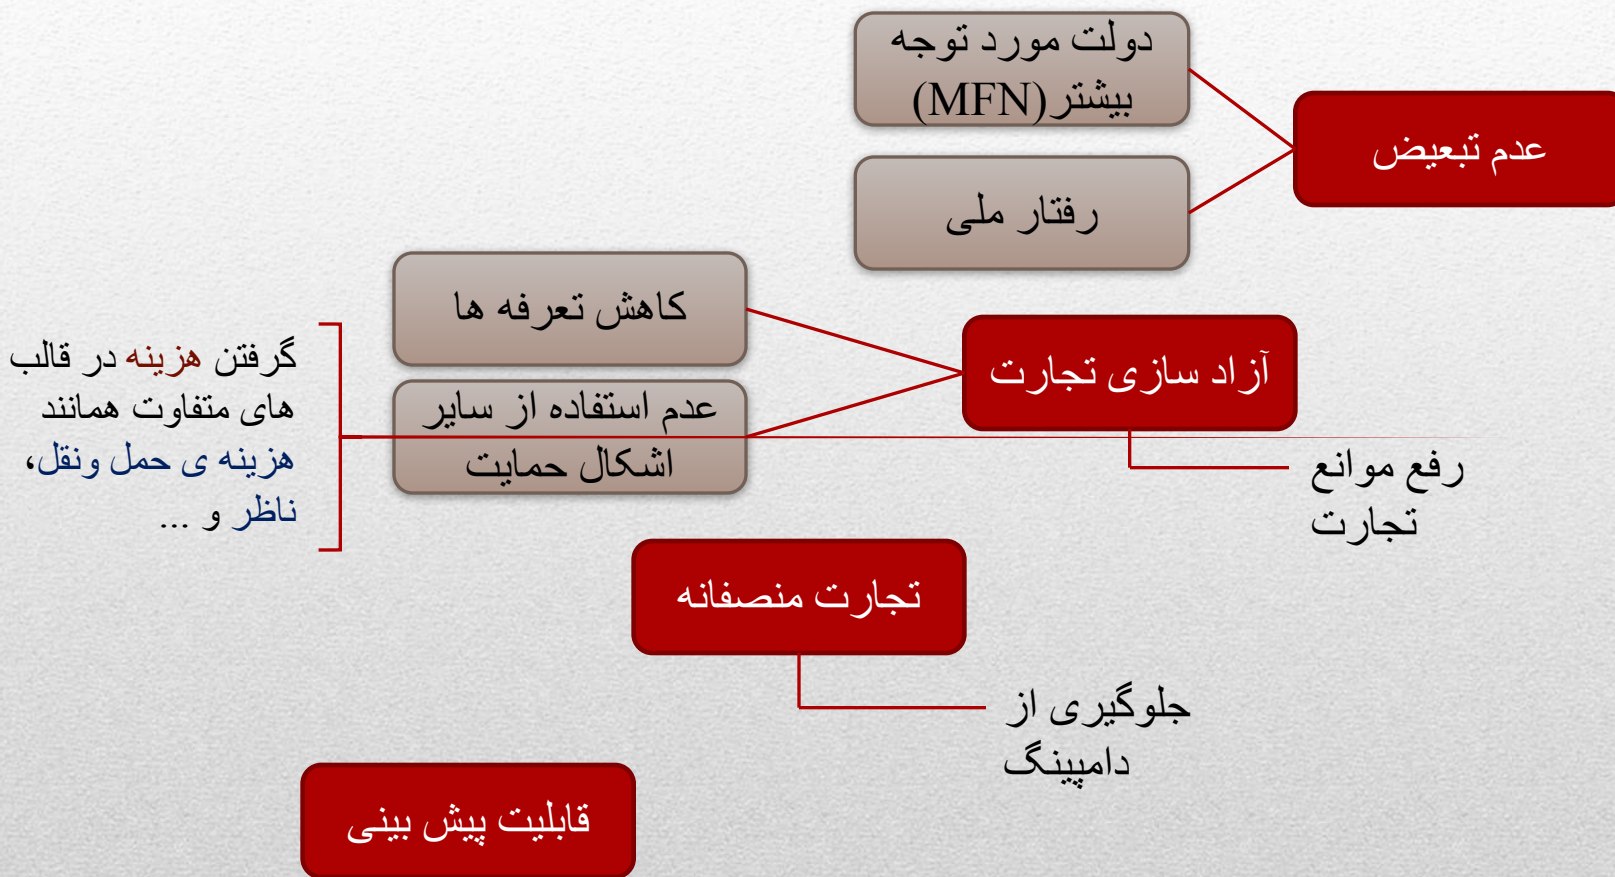 عدم تبعیض
دولت مورد توجه
بیشتر(MFN)
رفتار ملی
آزاد سازی تجارت
رفع موانع
تجارت
کاهش تعرفه ها
عدم استفاده از سایر
اشکال حمایت
گرفتن هزینه در قالب
های متفاوت همانند
هزینه ی حمل ونقل،
ناظر و ...
تجارت منصفانه
جلوگیری از
دامپینگ
قابلیت پیش بینی